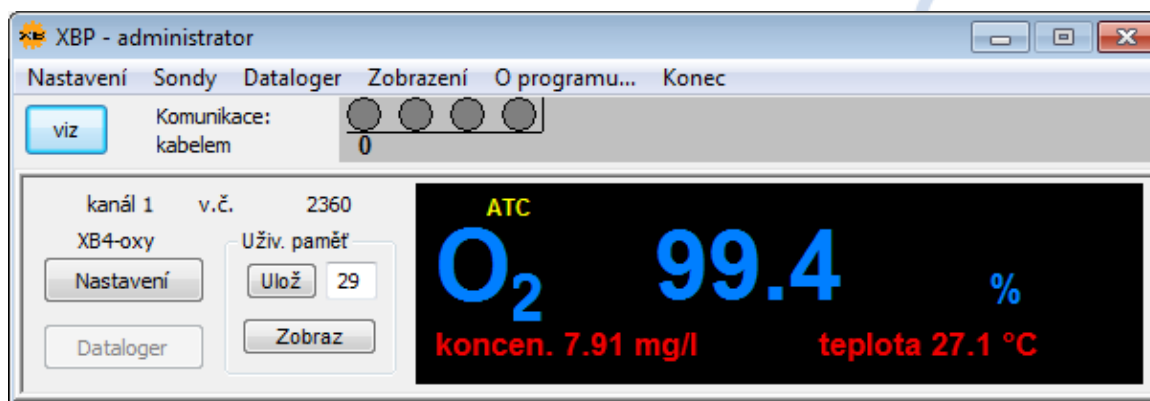 XBP - administrator
Nastavení Sondy Dataloger Zobrazení O programu... Konec
viz
Komunikace:
kabelem
0
kanál 1 v.č. 2360
XB4-oxy
Nastavení
Dataloger
Uživ. paměť
Ulož 29
Zobraz
ATC
O₂ 99.4 %
koncen. 7.91 mg/l teplota 27.1 °C